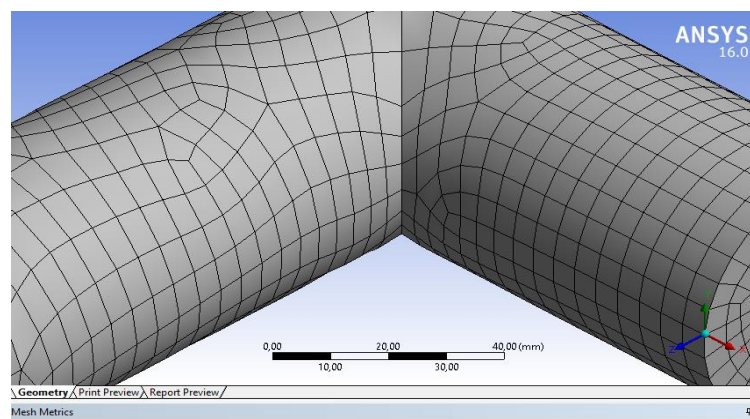 ANSYS
16.0
0,00 20,00 40,00 (mm)
10,00 30,00
Geometry Print Preview Report Preview
Mesh Metrics